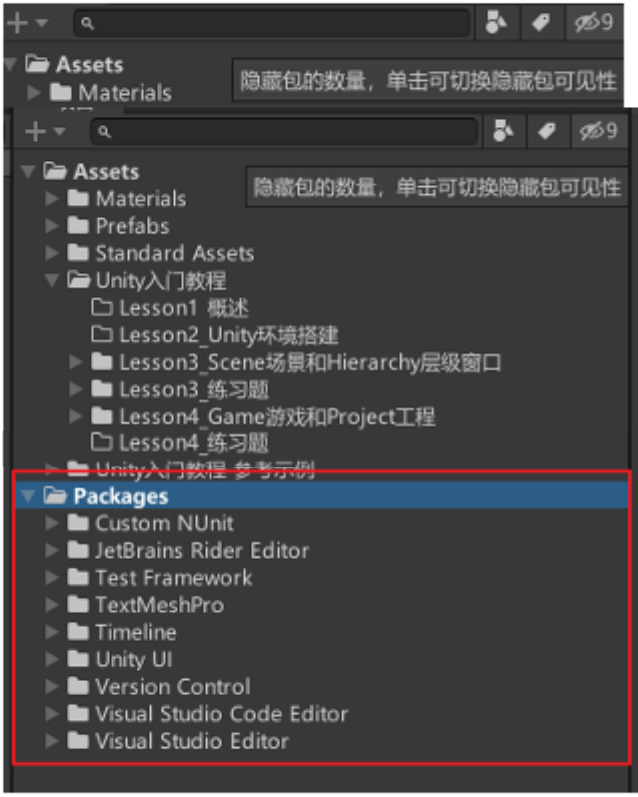 9
Assets
隐藏包的数量，单击可切换隐藏包可见性
Materials
9
Assets
隐藏包的数量，单击可切换隐藏包可见性
Materials
Prefabs
Standard Assets
Unity入门教程
Lesson1_概述
Lesson2_Unity环境搭建
Lesson3_Scene场景和Hierarchy层级窗口
Lesson3_练习题
Lesson4_Game游戏和Project工程
Lesson4_练习题
Unity入门教程 参考示例
Packages
Custom NUnit
JetBrains Rider Editor
Test Framework
TextMeshPro
Timeline
Unity UI
Version Control
Visual Studio Code Editor
Visual Studio Editor